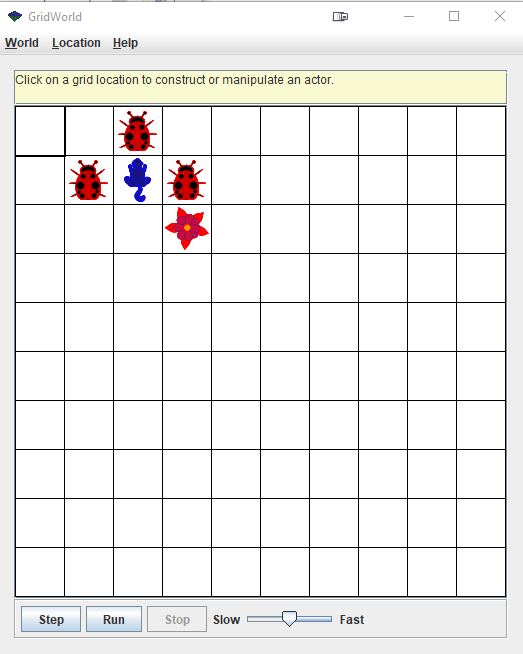 GridWorld
World Location Help
Click on a grid location to construct or manipulate an actor.
Step Run Stop Slow Fast